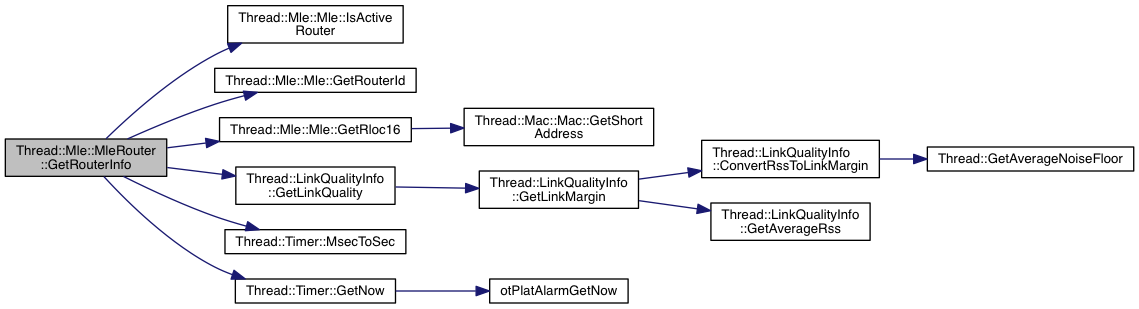 Thread::Mle::MleRouter
::GetRouterInfo
Thread::Mle::Mle::IsActive
Router
Thread::Mle::Mle::GetRouterId
Thread::Mle::Mle::GetRloc16
Thread::Mac::Mac::GetShort
Address
Thread::LinkQualityInfo
::GetLinkQuality
Thread::LinkQualityInfo
::GetLinkMargin
Thread::LinkQualityInfo
::ConvertRssToLinkMargin
Thread::GetAverageNoiseFloor
Thread::LinkQualityInfo
::GetAverageRss
Thread::Timer::MsecToSec
Thread::Timer::GetNow
otPlatAlarmGetNow